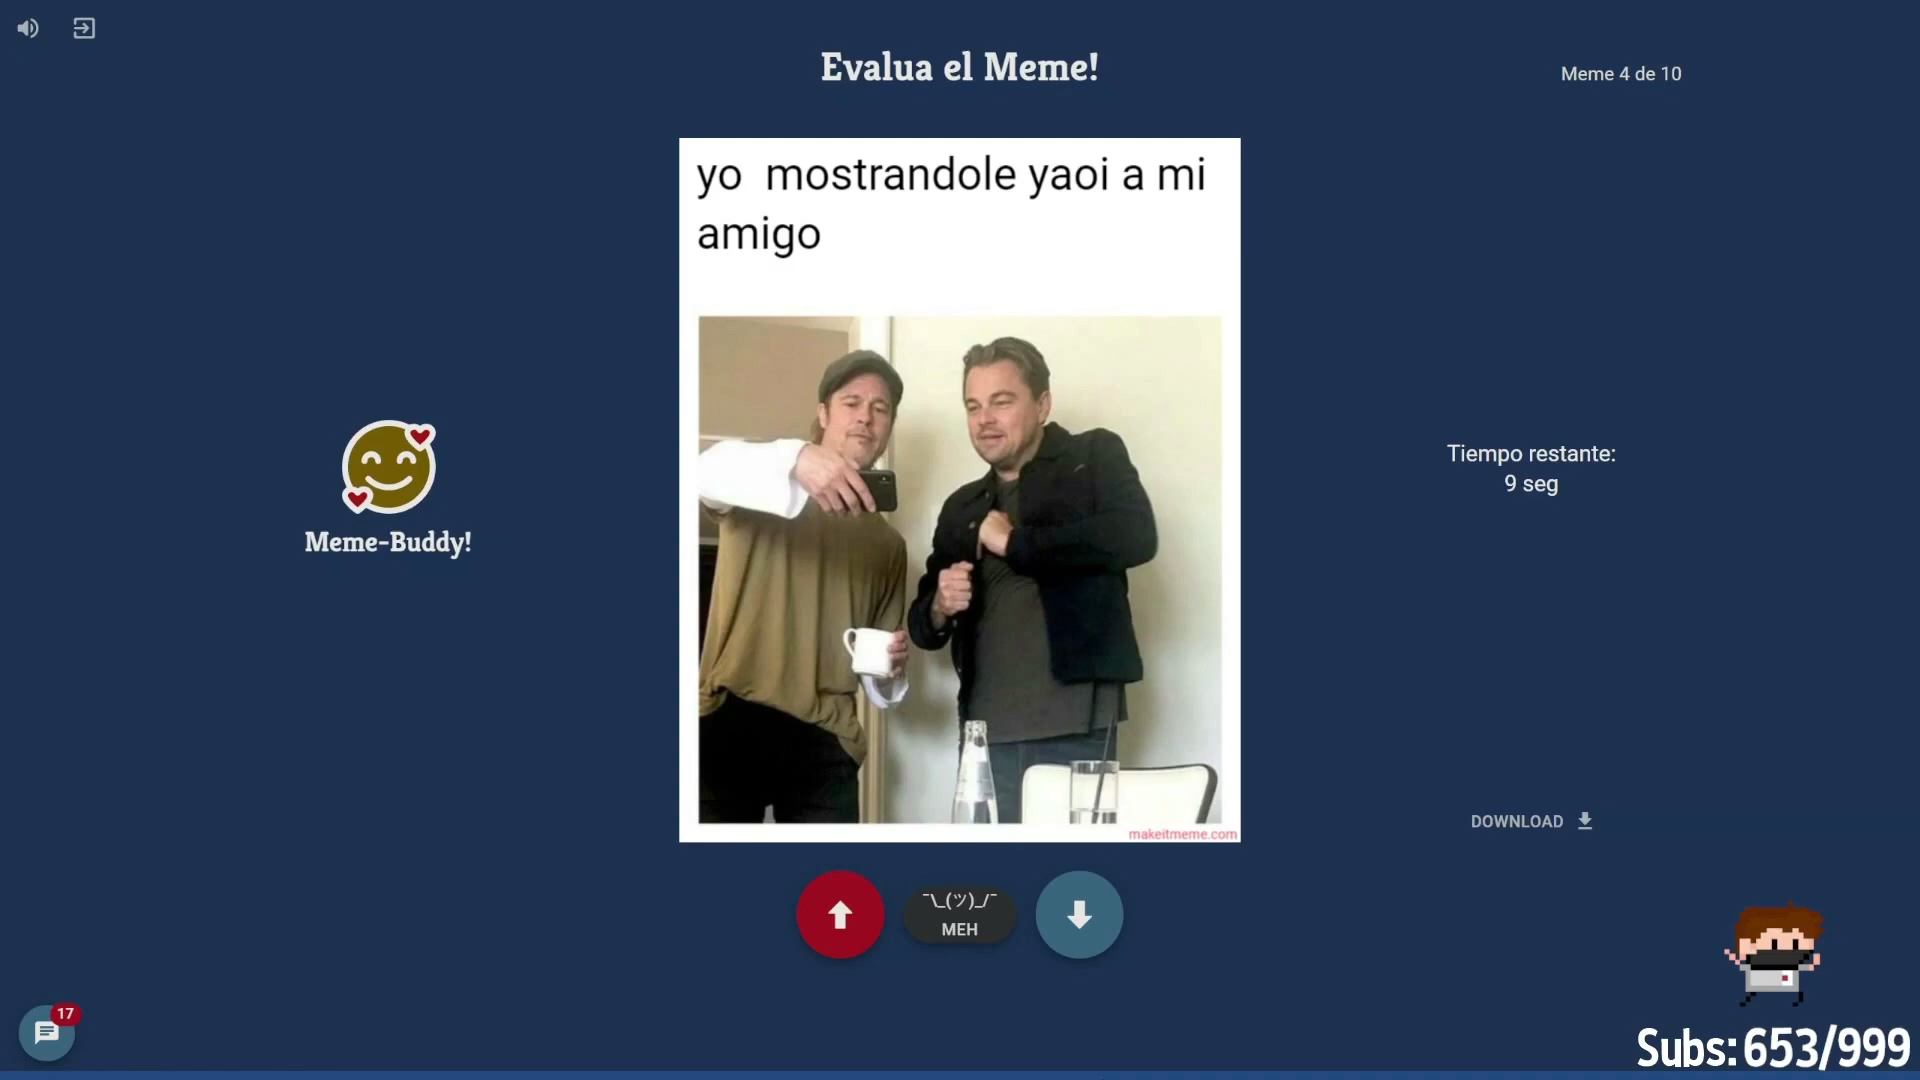 Evalua el Meme!
Meme 4 de 10
yo  mostrandole yaoi a mi
amigo
Meme-Buddy!
Tiempo restante:
9 seg
makeitmeme.com
DOWNLOAD
¯\_(ツ)_/¯
MEH
17
Subs:653/999